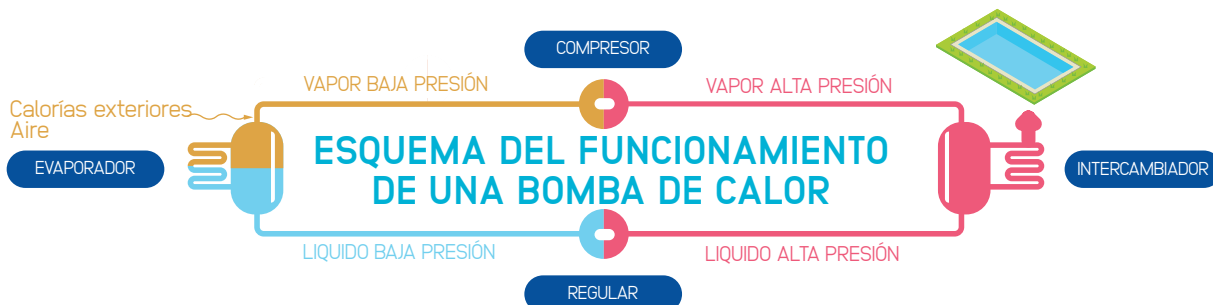 COMPRESOR
VAPOR BAJA PRESIÓN
VAPOR ALTA PRESIÓN
Calorías exteriores
Aire
EVAPORADOR
ESQUEMA DEL FUNCIONAMIENTO
DE UNA BOMBA DE CALOR
INTERCAMBIADOR
LIQUIDO BAJA PRESIÓN
LIQUIDO ALTA PRESIÓN
REGULAR